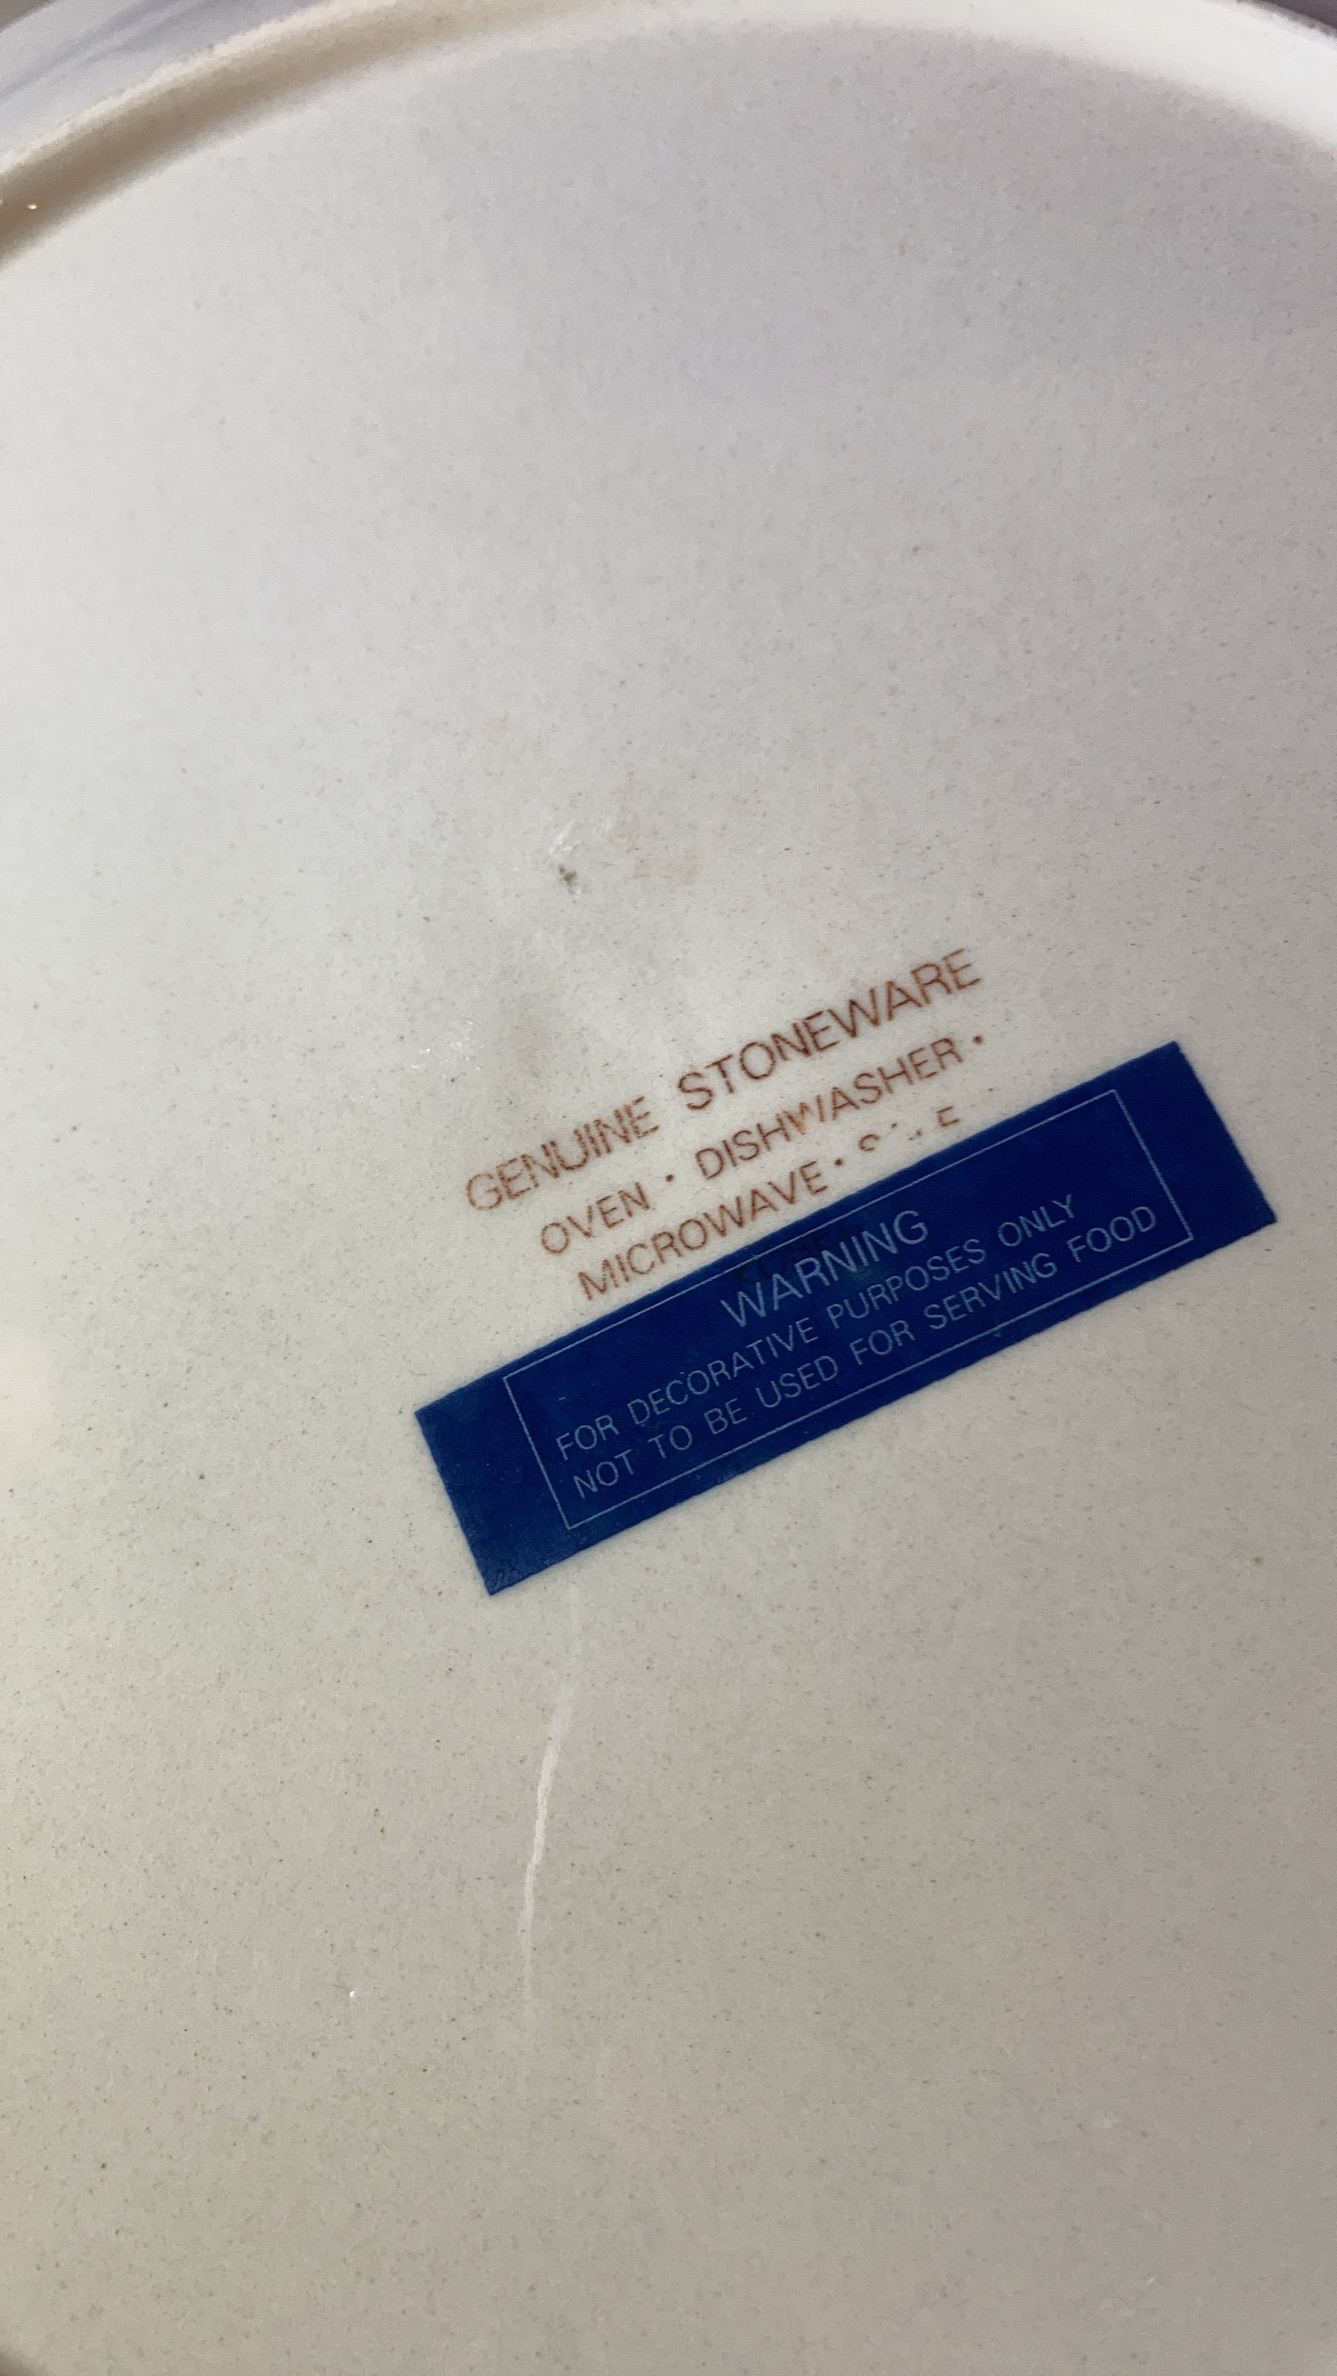 GENUINE STONEWARE
OVEN • DISHWASHER •
MICROWAVE •
WARNING
FOR DECORATIVE PURPOSES ONLY
NOT TO BE USED FOR SERVING FOOD